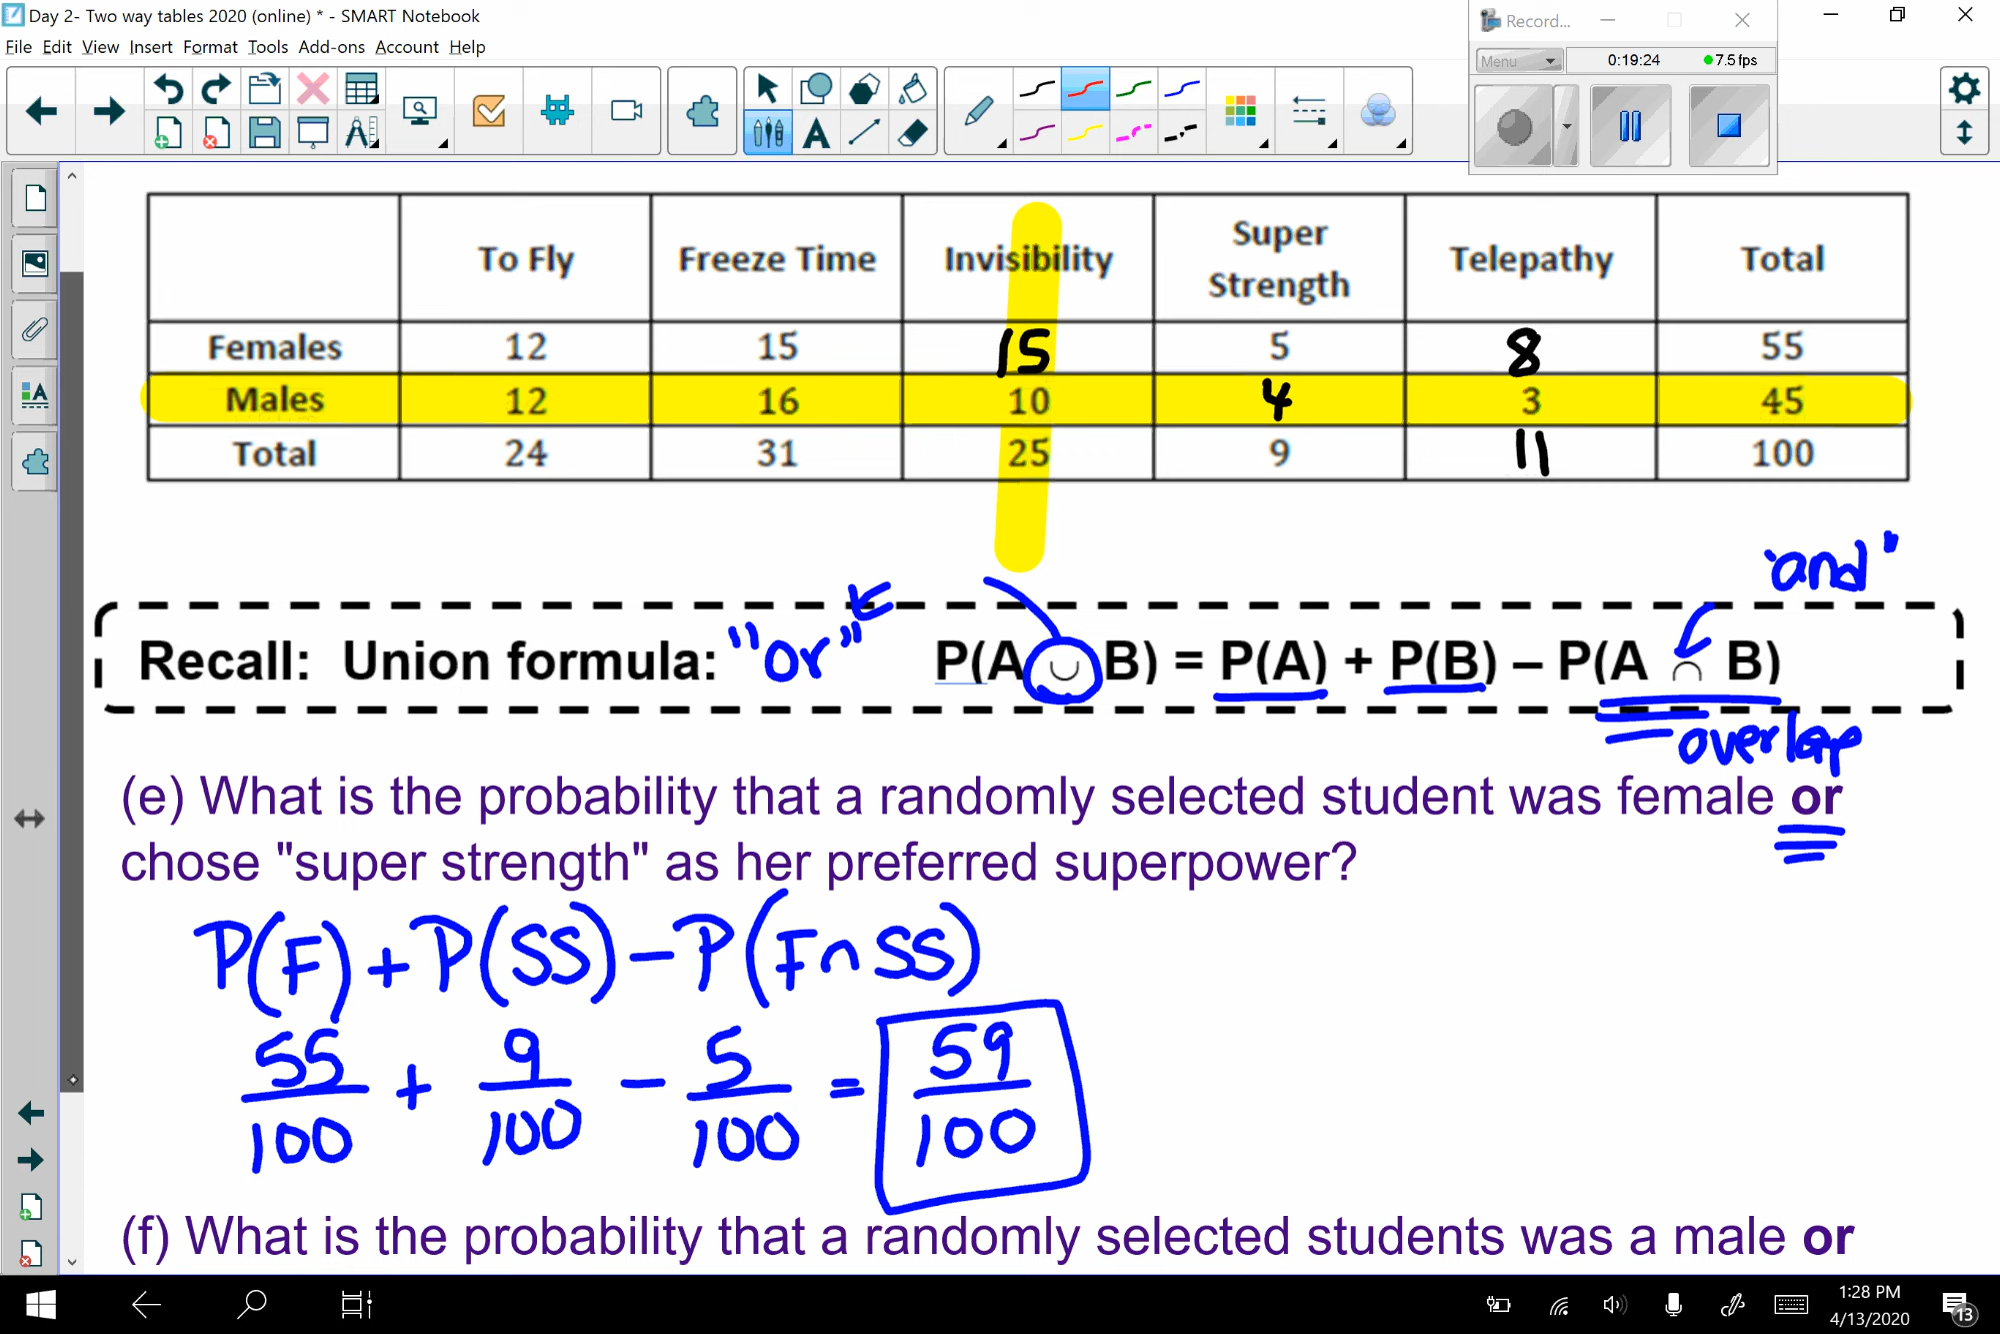 Day 2- Two way tables 2020 (online) * - SMART Notebook
File Edit View Insert Format Tools Add-ons Account Help
Record...
Menu 0:19:24 7.5 fps
To Fly Freeze Time Invisibility Super Strength Telepathy Total
Females 12 15 15 5 8 55
Males 12 16 10 4 3 45
Total 24 31 25 9 11 100
"and"
Recall: Union formula: "or" P(A ∪ B) = P(A) + P(B) – P(A ∩ B)
overlap
(e) What is the probability that a randomly selected student was female or
chose "super strength" as her preferred superpower?
P(F) + P(SS) - P(F∩SS)
55/100 + 9/100 - 5/100 = 59/100
(f) What is the probability that a randomly selected students was a male or
1:28 PM
4/13/2020
13